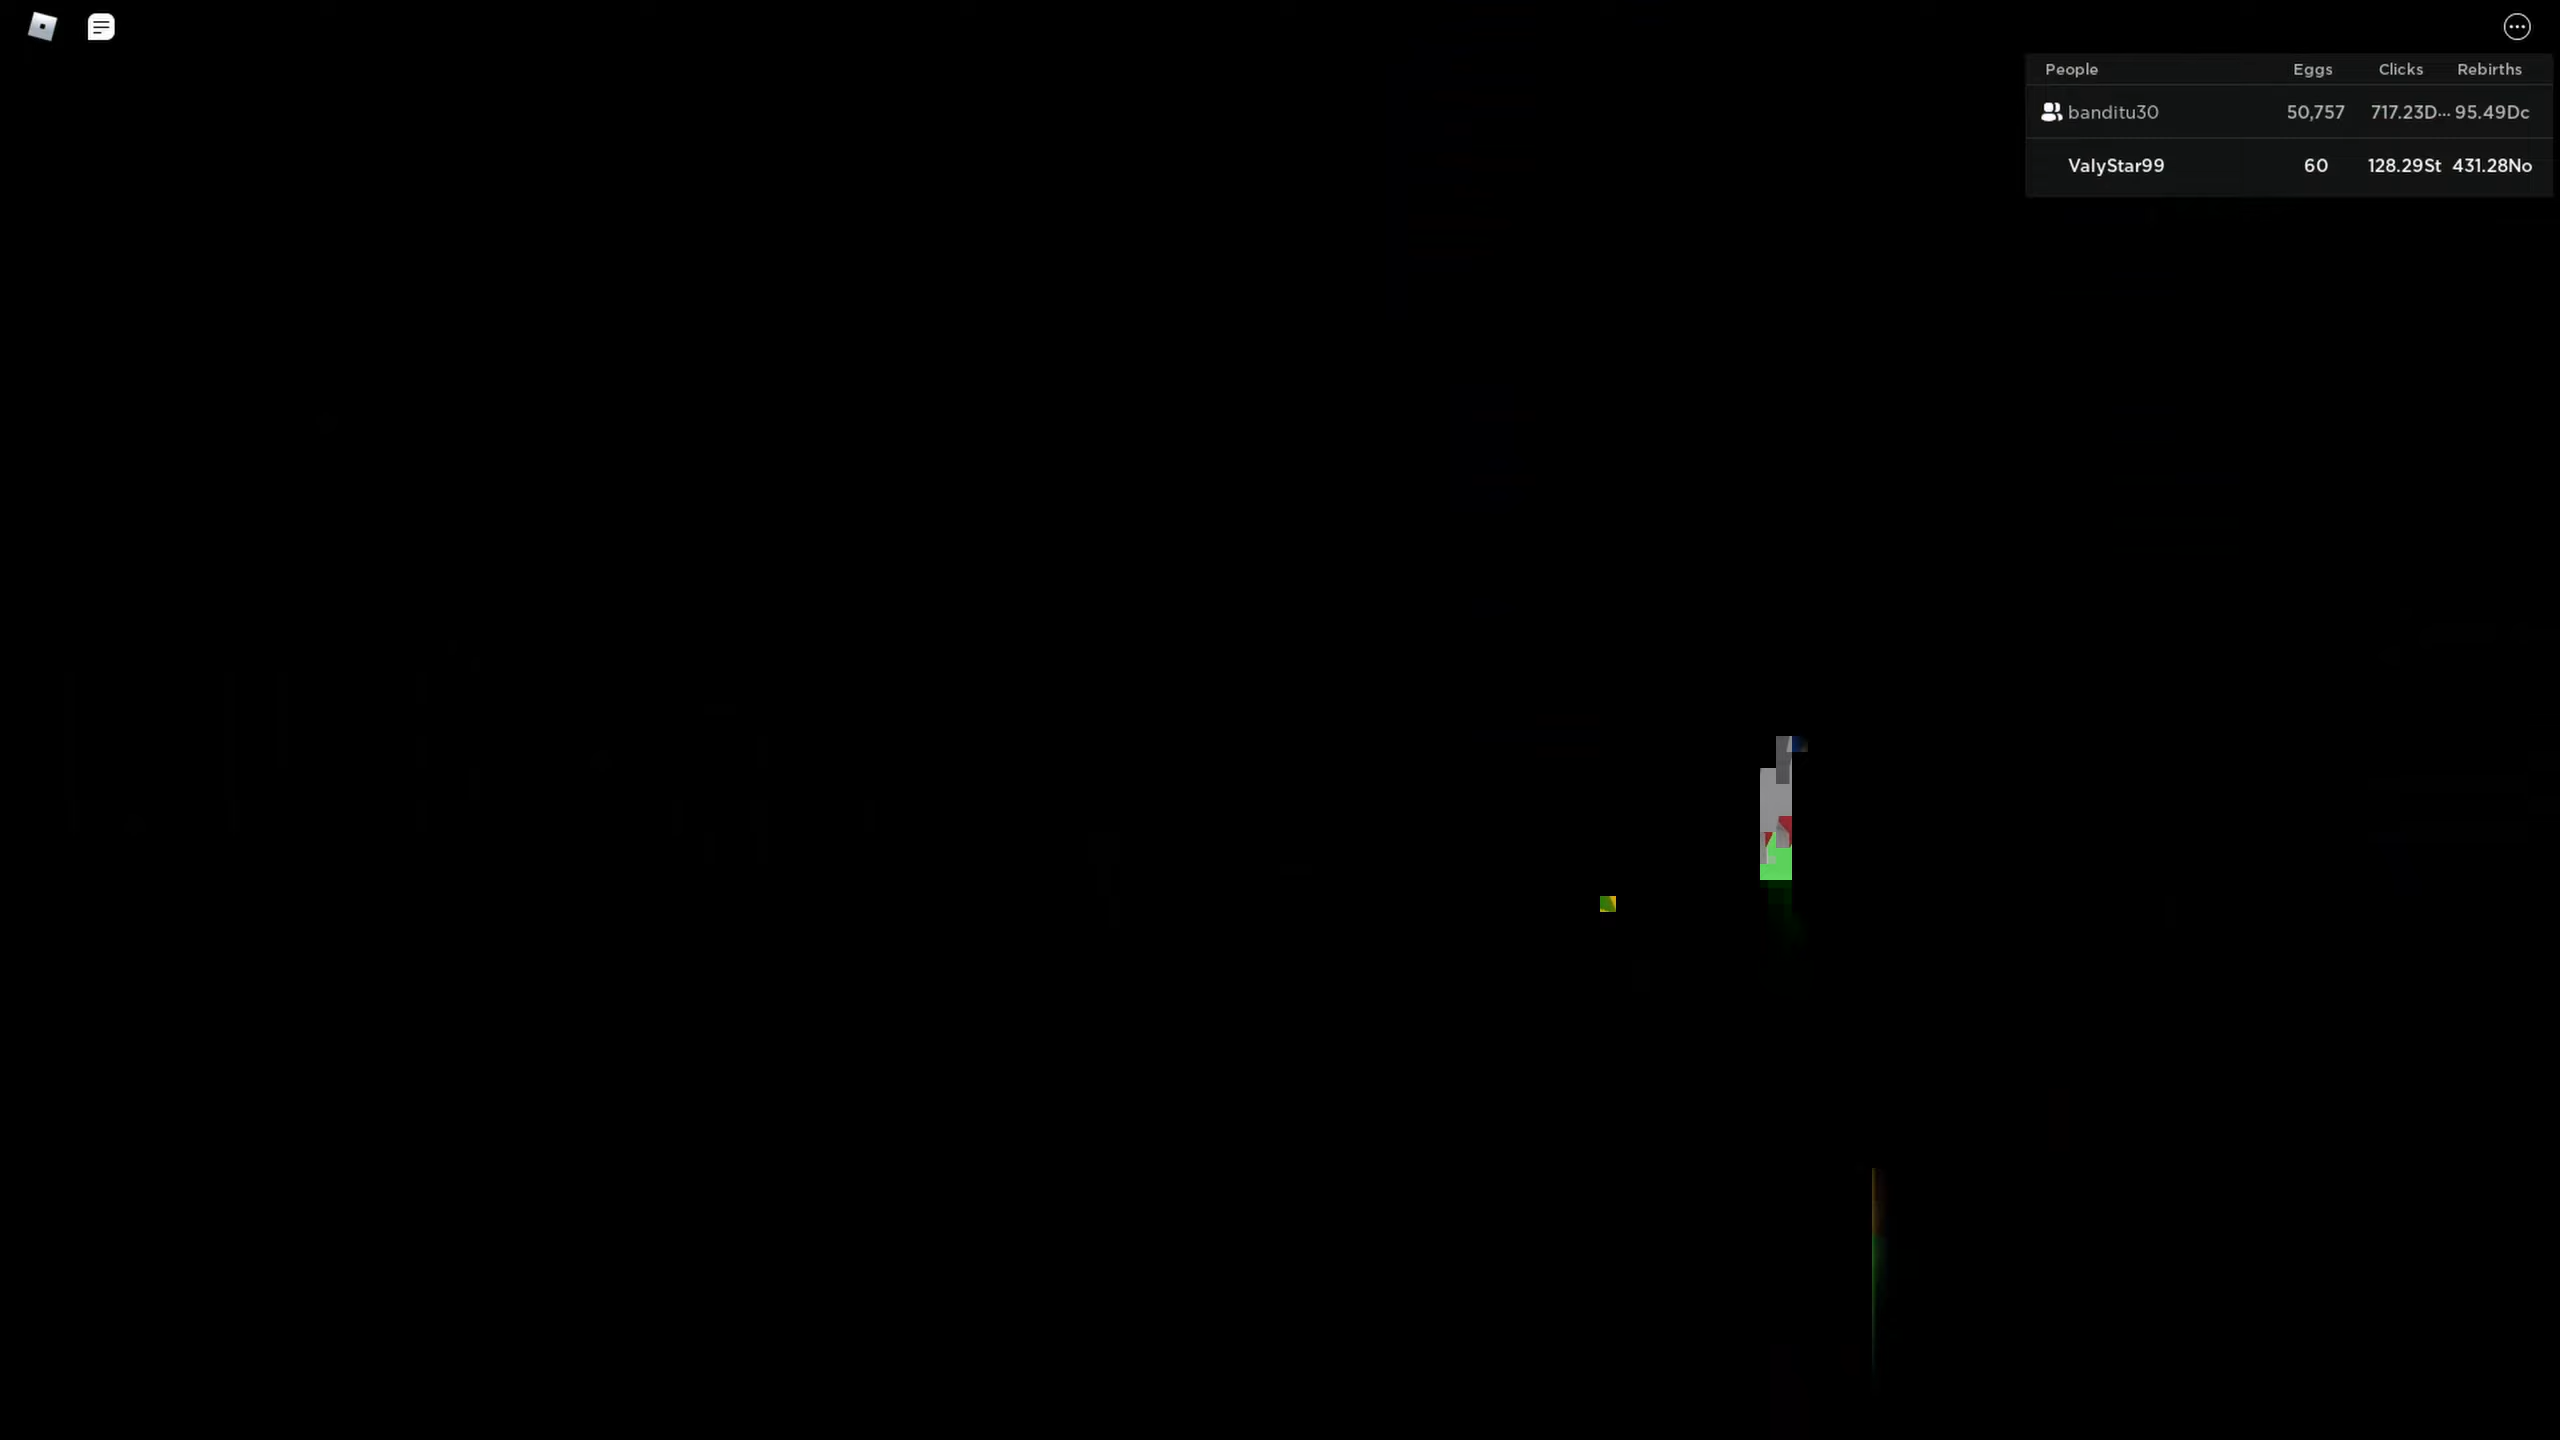 People Eggs Clicks Rebirths
banditu30 50,757 717.23D... 95.49Dc
ValyStar99 60 128.29St 431.28No